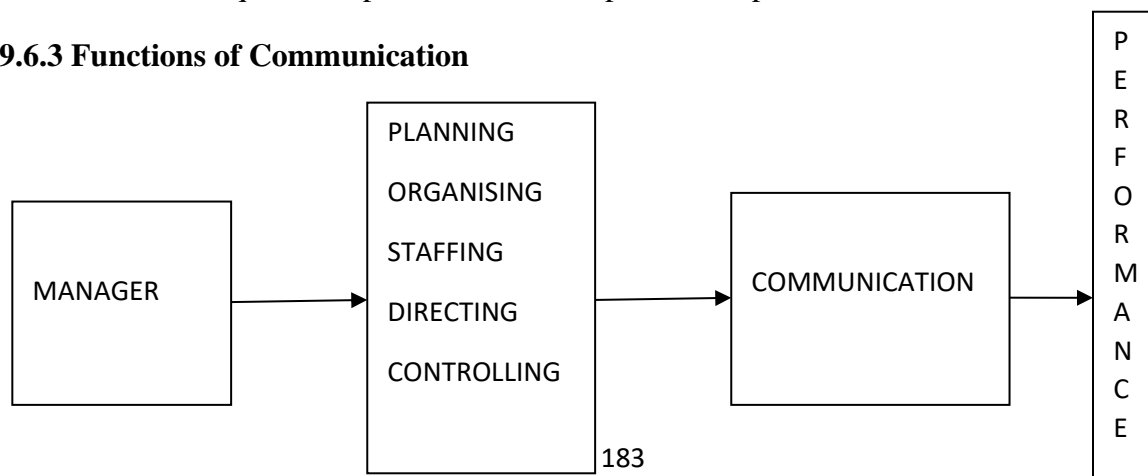 9.6.3 Functions of Communication
MANAGER
PLANNING
ORGANISING
STAFFING
DIRECTING
CONTROLLING
COMMUNICATION
P
E
R
F
O
R
M
A
N
C
E
183